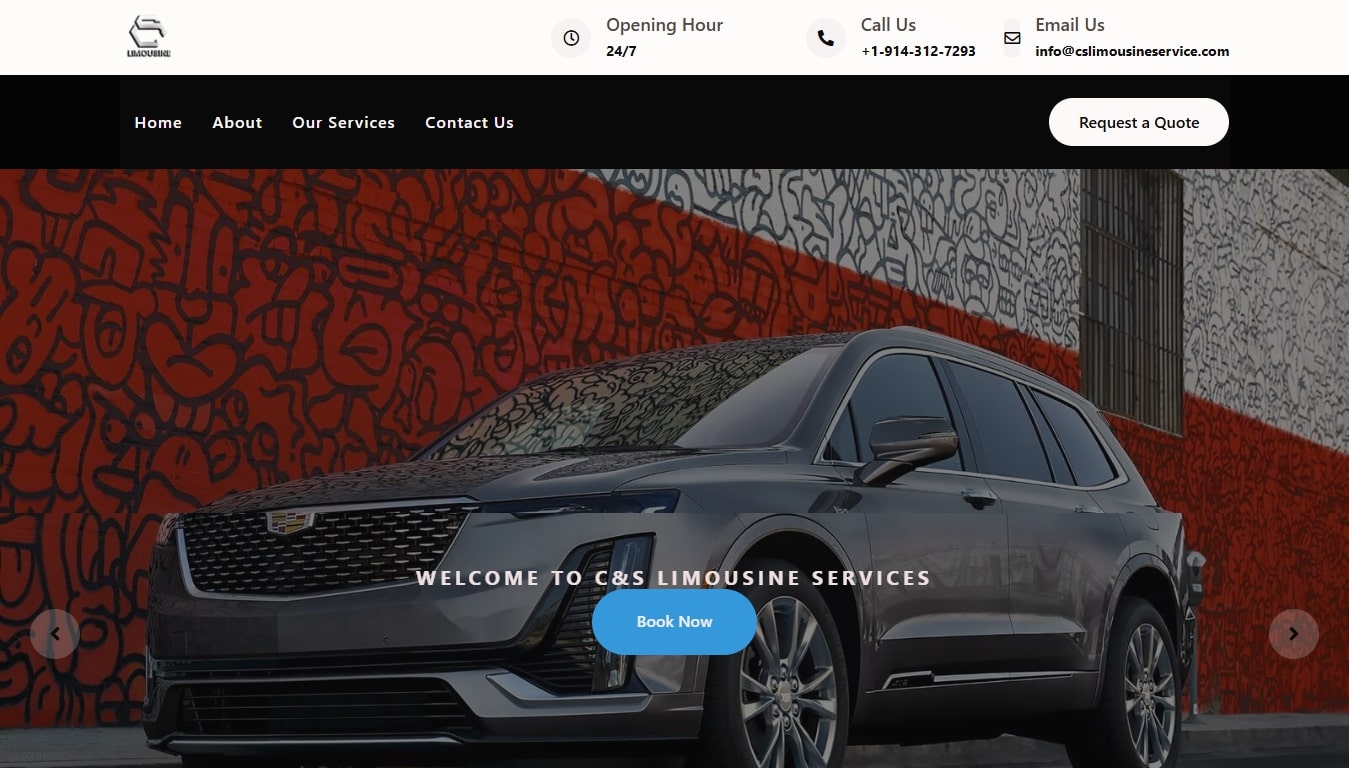 LIMOUSINE
Opening Hour
24/7
Call Us
+1-914-312-7293
Email Us
info@cslimousineservice.com
Home
About
Our Services
Contact Us
Request a Quote
WELCOME TO C&S LIMOUSINE SERVICES
Book Now